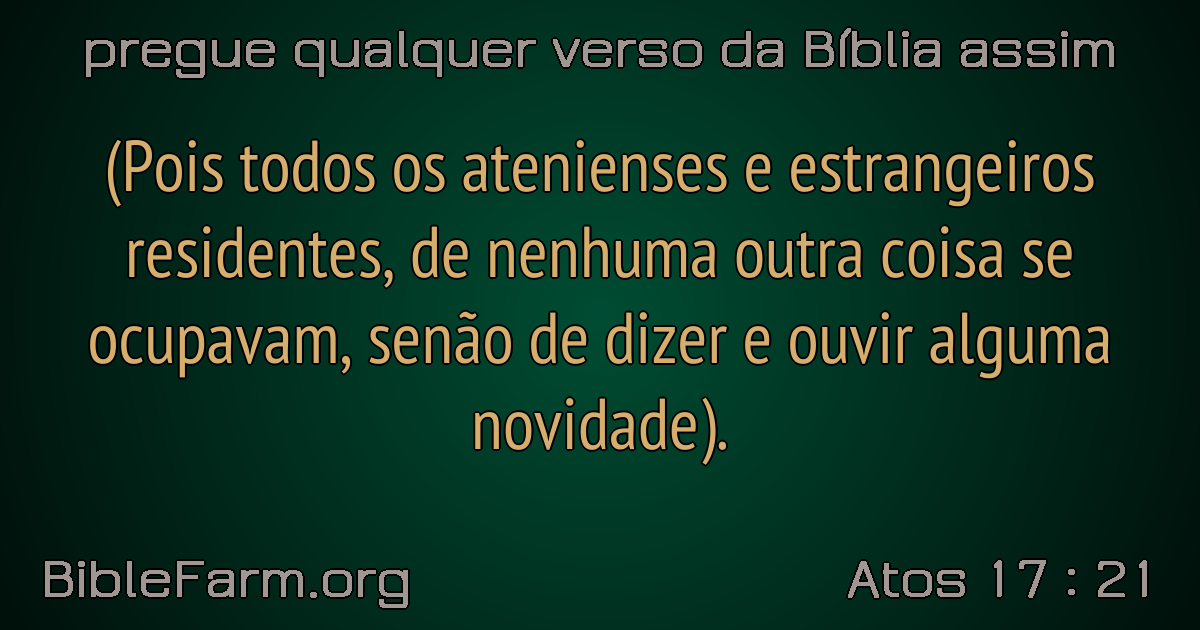 pregue qualquer verso da Bíblia assim
(Pois todos os atenienses e estrangeiros
residentes, de nenhuma outra coisa se
ocupavam, senão de dizer e ouvir alguma
novidade).
BibleFarm.org
Atos 17 : 21